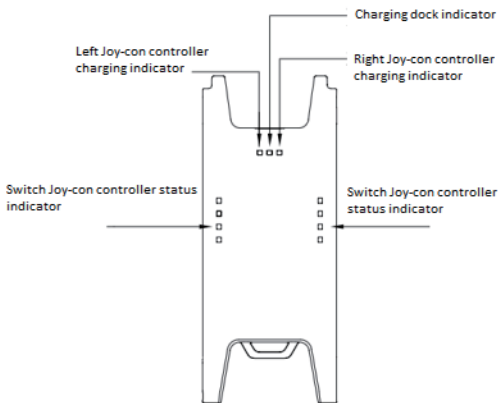 Charging dock indicator
Left Joy-con controller
charging indicator
Right Joy-con controller
charging indicator
Switch Joy-con controller status
indicator
Switch Joy-con controller
status indicator